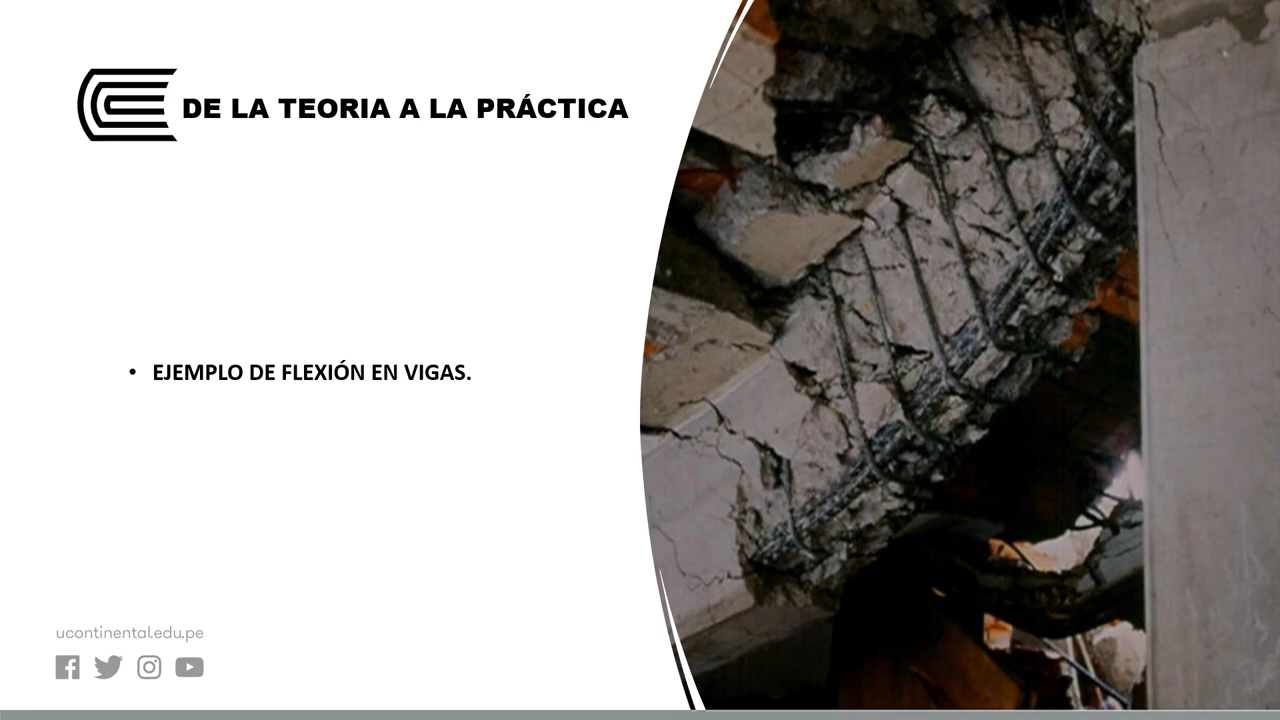 DE LA TEORIA A LA PRÁCTICA
• EJEMPLO DE FLEXIÓN EN VIGAS.
ucontinental.edu.pe